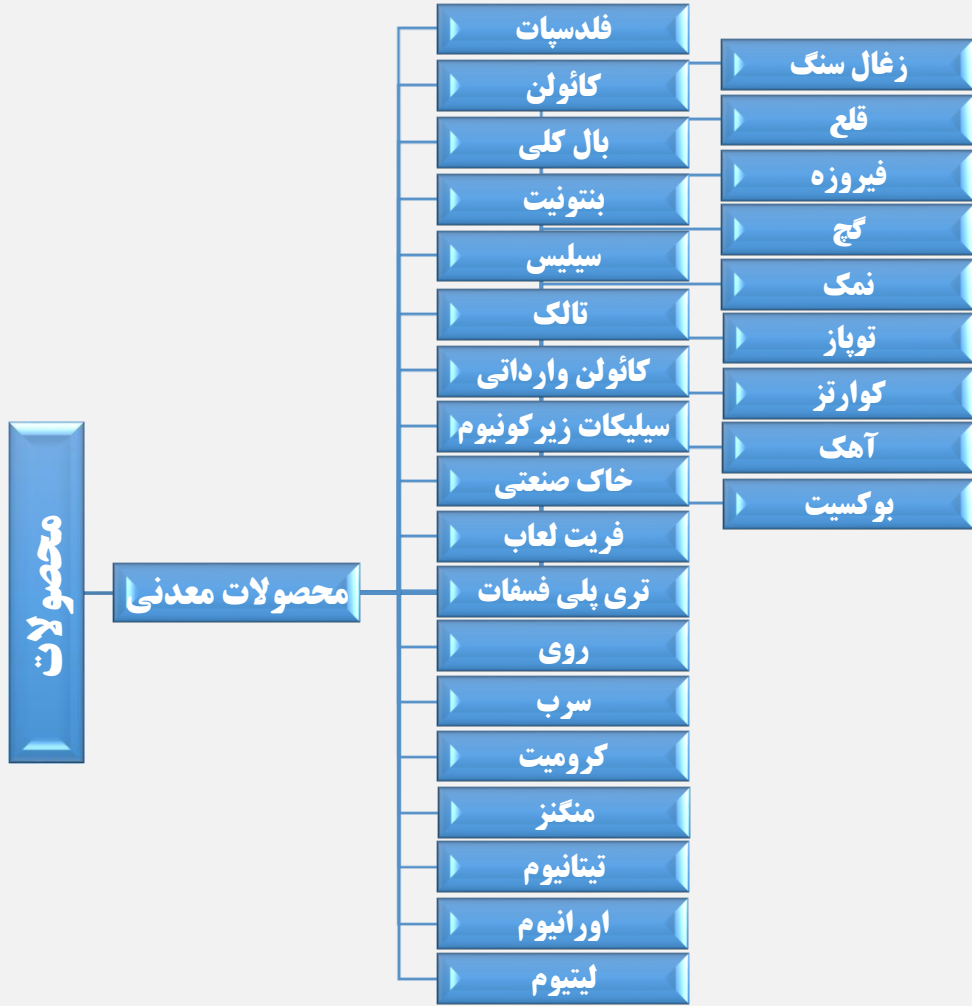 محصولات
محصولات معدنی
فلدسپات
کائولن
بال کلی
بنتونیت
سیلیس
تالک
کائولن وارداتی
سیلیکات زیرکونیوم
خاک صنعتی
فریت لعاب
تری پلی فسفات
روی
سرب
کرومیت
منگنز
تیتانیوم
اورانیوم
لیتیوم
زغال سنگ
قلع
فیروزه
گچ
نمک
توپاز
کوارتز
آهک
بوکسیت